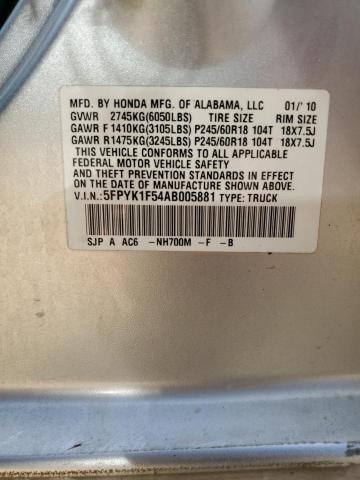 MFD. BY HONDA MFG. OF ALABAMA, LLC 01/'10
GVWR 2745KG(6050LBS) TIRE SIZE RIM SIZE
GAWR F 1410KG(3105LBS) P245/60R18 104T 18X7.5J
GAWR R1475KG(3245LBS) P245/60R18 104T 18X7.5J
THIS VEHICLE CONFORMS TO ALL APPLICABLE
FEDERAL MOTOR VEHICLE SAFETY
AND THEFT PREVENTION STANDARDS IN EFFECT
ON THE DATE OF MANUFACTURE SHOWN ABOVE.
V.I.N.:5FPYK1F54AB005881 TYPE: TRUCK
SJP A AC6 -NH700M -F -B